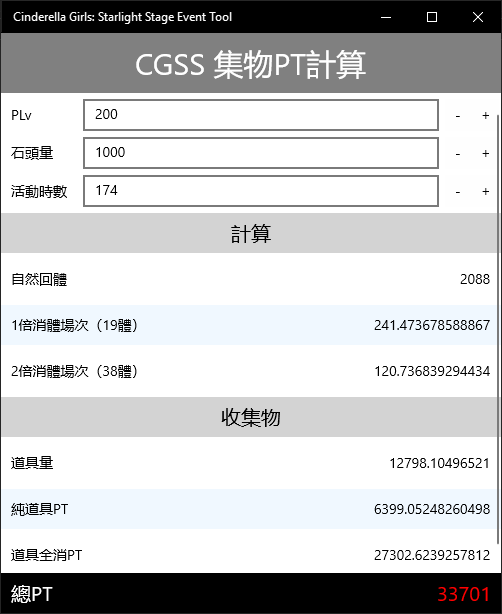 Cinderella Girls: Starlight Stage Event Tool
CGSS 集物PT計算
PLv 200 - +
石頭量 1000 - +
活動時數 174 - +
計算
自然回體 2088
1倍消體場次（19體） 241.473678588867
2倍消體場次（38體） 120.736839294434
收集物
道具量 12798.10496521
純道具PT 6399.05248260498
道具全消PT 27302.6239257812
總PT 33701